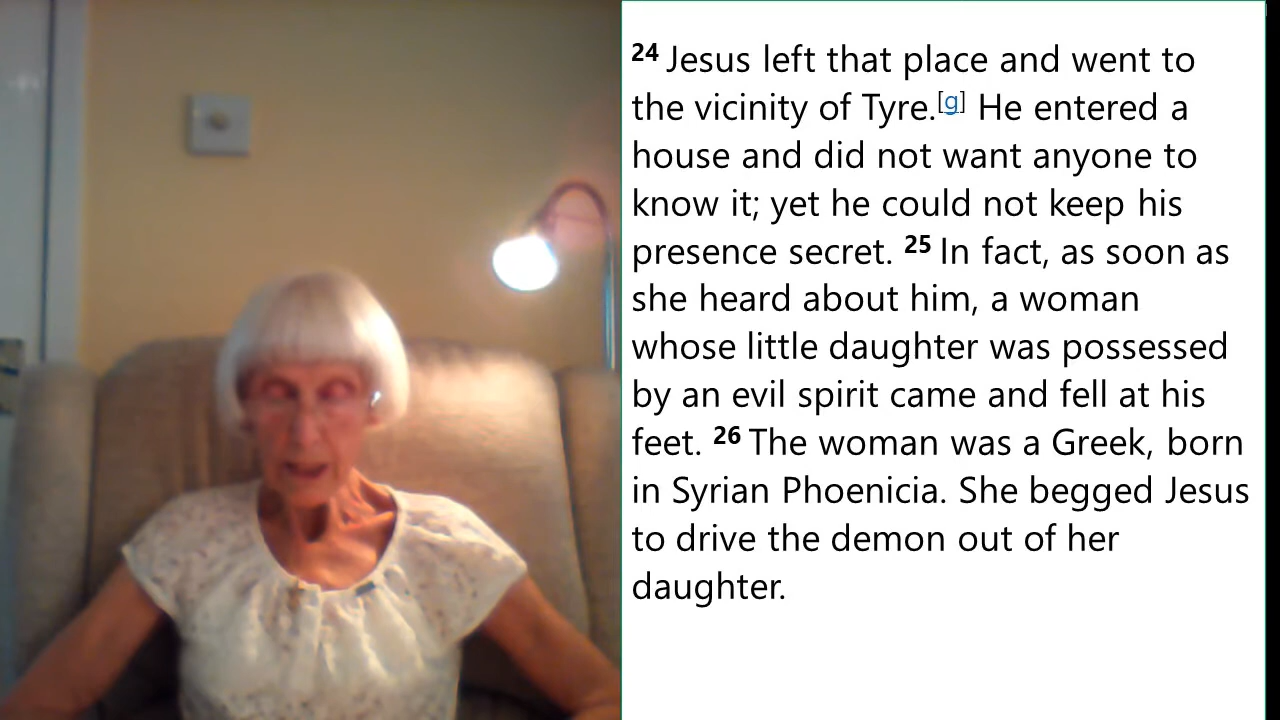 24 Jesus left that place and went to
the vicinity of Tyre.[g] He entered a
house and did not want anyone to
know it; yet he could not keep his
presence secret. 25 In fact, as soon as
she heard about him, a woman
whose little daughter was possessed
by an evil spirit came and fell at his
feet. 26 The woman was a Greek, born
in Syrian Phoenicia. She begged Jesus
to drive the demon out of her
daughter.